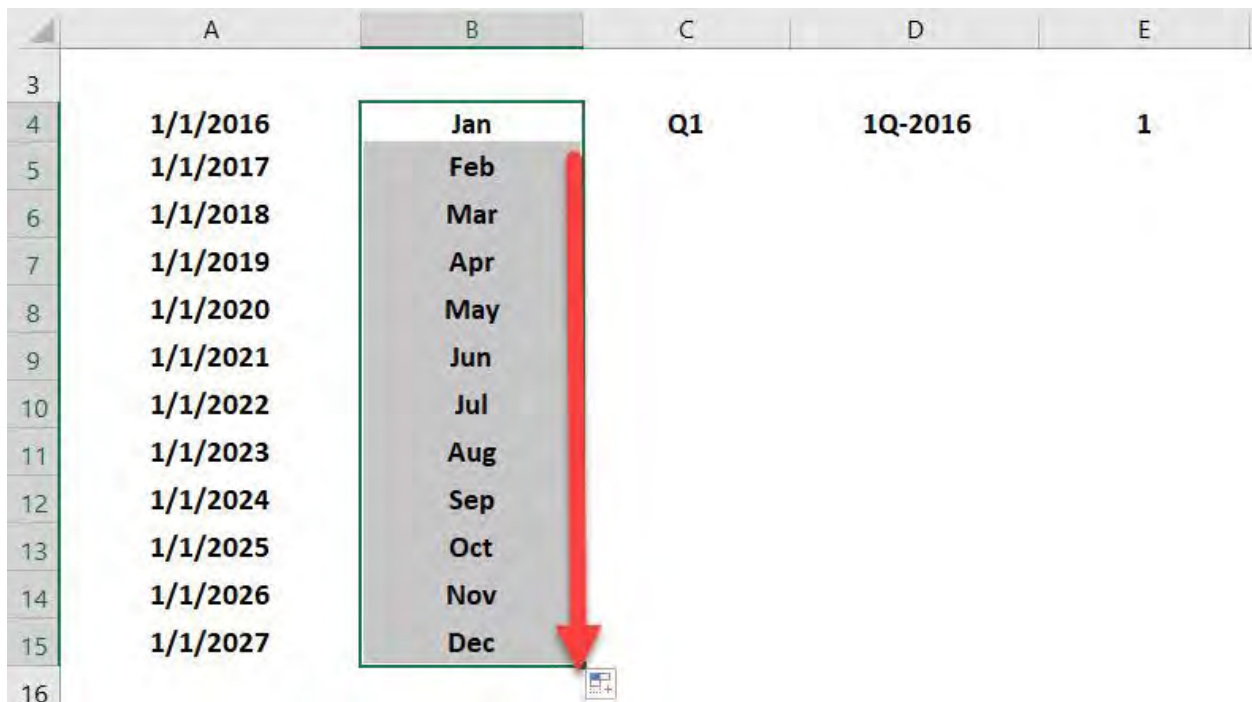 A B C D E
3
4 1/1/2016 Jan Q1 1Q-2016 1
5 1/1/2017 Feb
6 1/1/2018 Mar
7 1/1/2019 Apr
8 1/1/2020 May
9 1/1/2021 Jun
10 1/1/2022 Jul
11 1/1/2023 Aug
12 1/1/2024 Sep
13 1/1/2025 Oct
14 1/1/2026 Nov
15 1/1/2027 Dec
16